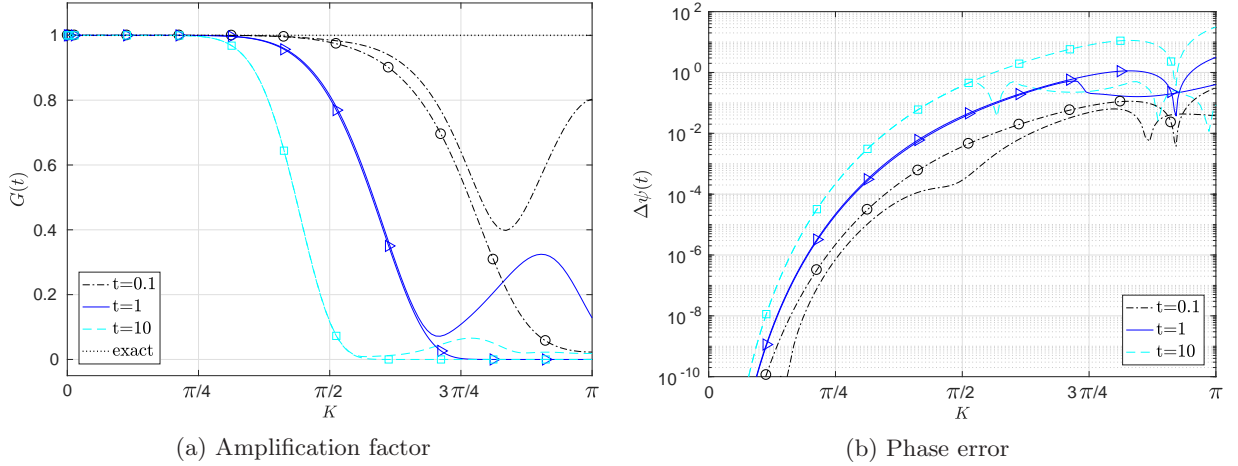 1
0.8
0.6
0.4
0.2
0
G(t)
t=0.1
t=1
t=10
exact
0
π/4
π/2
3 π/4
π
K
(a) Amplification factor
10^2
10^0
10^-2
10^-4
10^-6
10^-8
10^-10
Δψ(t)
t=0.1
t=1
t=10
0
π/4
π/2
3 π/4
π
K
(b) Phase error